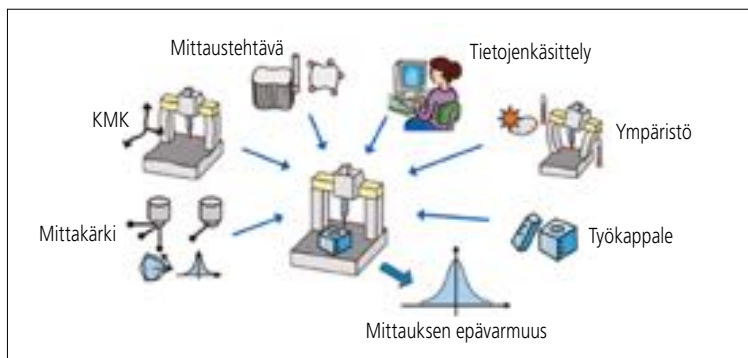 Mittaustehtävä
Tietojenkäsittely
KMK
Ympäristö
Mittakärki
Työkappale
Mittauksen epävarmuus